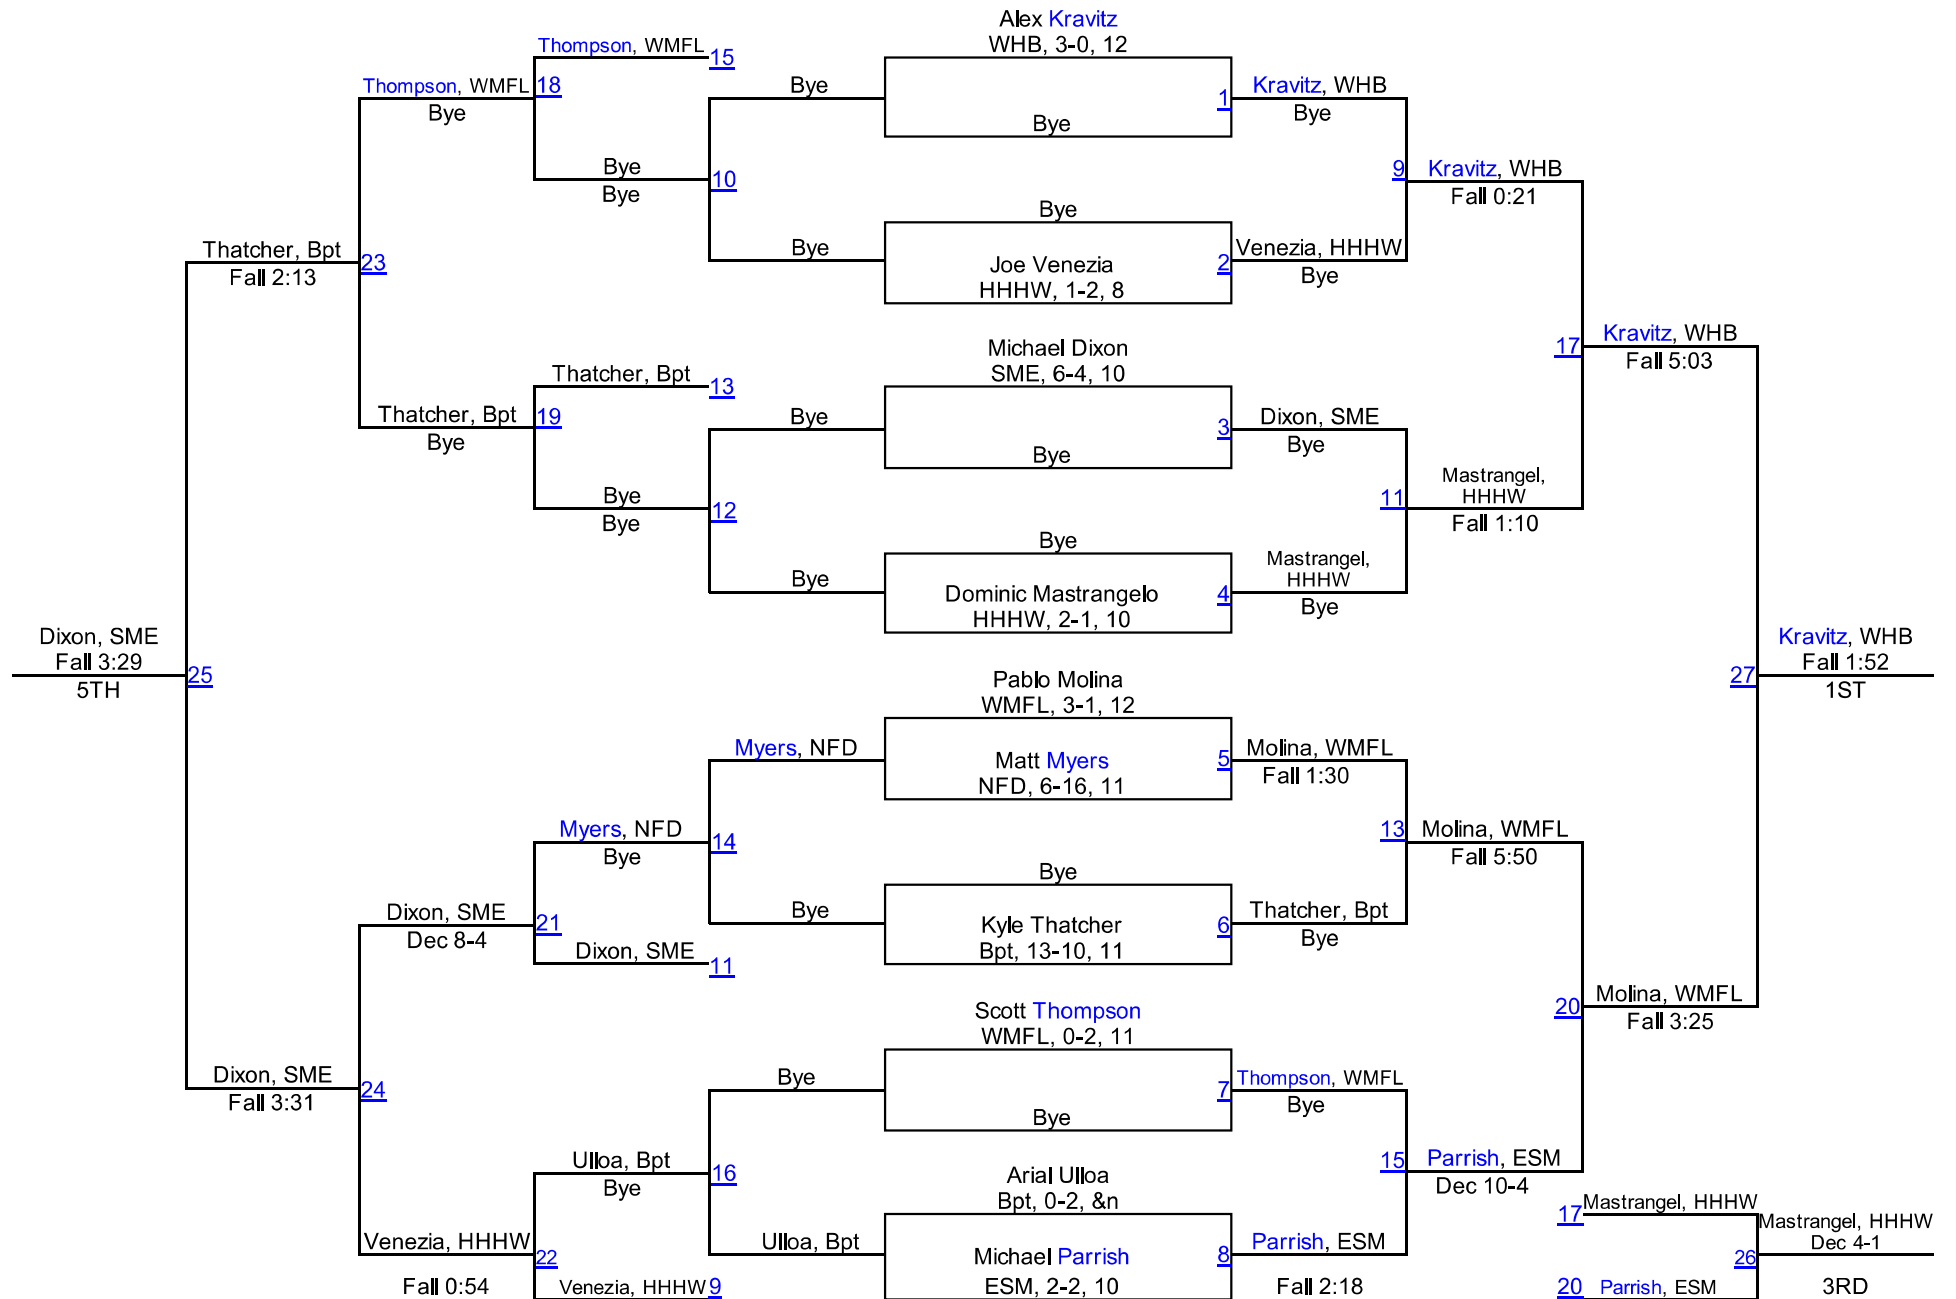 Alex Kravitz
WHB, 3-0, 12
Thompson, WMFL
15
Thompson, WMFL
18
Bye
Bye
1
Kravitz, WHB
Bye
Bye
Bye
Bye
10
9
Kravitz, WHB
Bye
Fall 0:21
Bye
Thatcher, Bpt
23
Fall 2:13
Bye
2
Venezia, HHHW
Joe Venezia
Bye
HHHW, 1-2, 8
Michael Dixon
SME, 6-4, 10
17
Kravitz, WHB
Fall 5:03
Thatcher, Bpt
13
Thatcher, Bpt
19
Bye
Bye
3
Dixon, SME
Bye
Bye
Bye
12
Bye
11
Mastrangel,
HHHW
Fall 1:10
Bye
Bye
Mastrangel,
HHHW
Dominic Mastrangelo
4
Bye
HHHW, 2-1, 10
Dixon, SME
Fall 3:29
25
5TH
Kravitz, WHB
27
Fall 1:52
1ST
Pablo Molina
WMFL, 3-1, 12
Myers, NFD
Matt Myers
5
Molina, WMFL
NFD, 6-16, 11
Fall 1:30
Myers, NFD
14
Bye
13
Molina, WMFL
Fall 5:50
Bye
Dixon, SME
21
Dec 8-4
Bye
Kyle Thatcher
6
Thatcher, Bpt
Bpt, 13-10, 11
Bye
Dixon, SME
11
Scott Thompson
WMFL, 0-2, 11
20
Molina, WMFL
Fall 3:25
Dixon, SME
24
Fall 3:31
Bye
7
Thompson, WMFL
Bye
Bye
Ulloa, Bpt
16
Bye
15
Parrish, ESM
Dec 10-4
Arial Ulloa
Bpt, 0-2, &n
17
Mastrangel, HHHW
Mastrangel, HHHW
Dec 4-1
Venezia, HHHW
22
Fall 0:54
Ulloa, Bpt
Michael Parrish
8
Parrish, ESM
ESM, 2-2, 10
Fall 2:18
26
Venezia, HHHW
9
20
Parrish, ESM
3RD